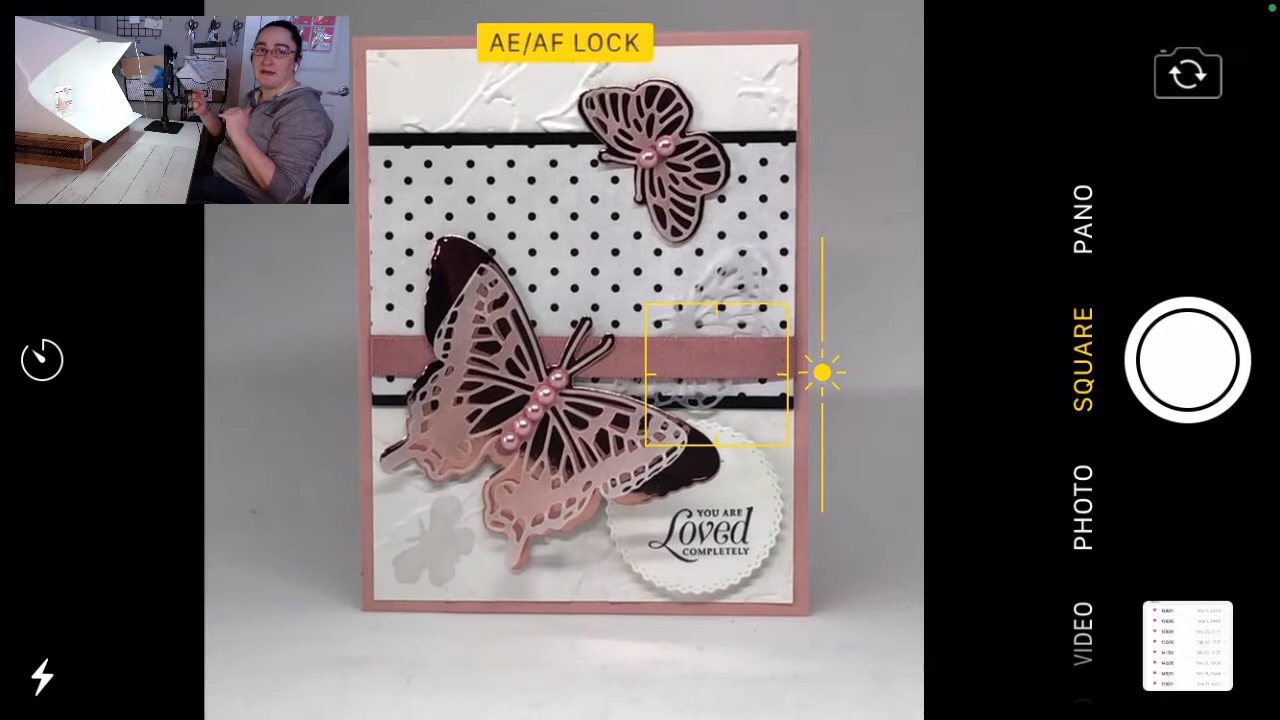 AE/AF LOCK
YOU ARE
Loved
COMPLETELY
PANO
SQUARE
PHOTO
VIDEO